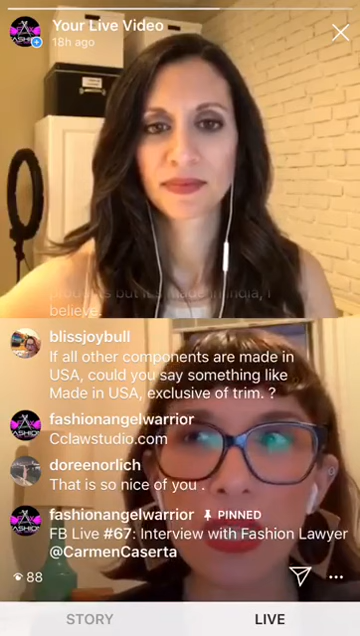 Your Live Video
18h ago
products but it's made in India, I
believe.
blissjoybull
If all other components are made in
USA, could you say something like
Made in USA, exclusive of trim. ?
fashionangelwarrior
Cclawstudio.com
doreenorlich
That is so nice of you .
fashionangelwarrior PINNED
FB Live #67: Interview with Fashion Lawyer
@CarmenCaserta
88
STORY LIVE